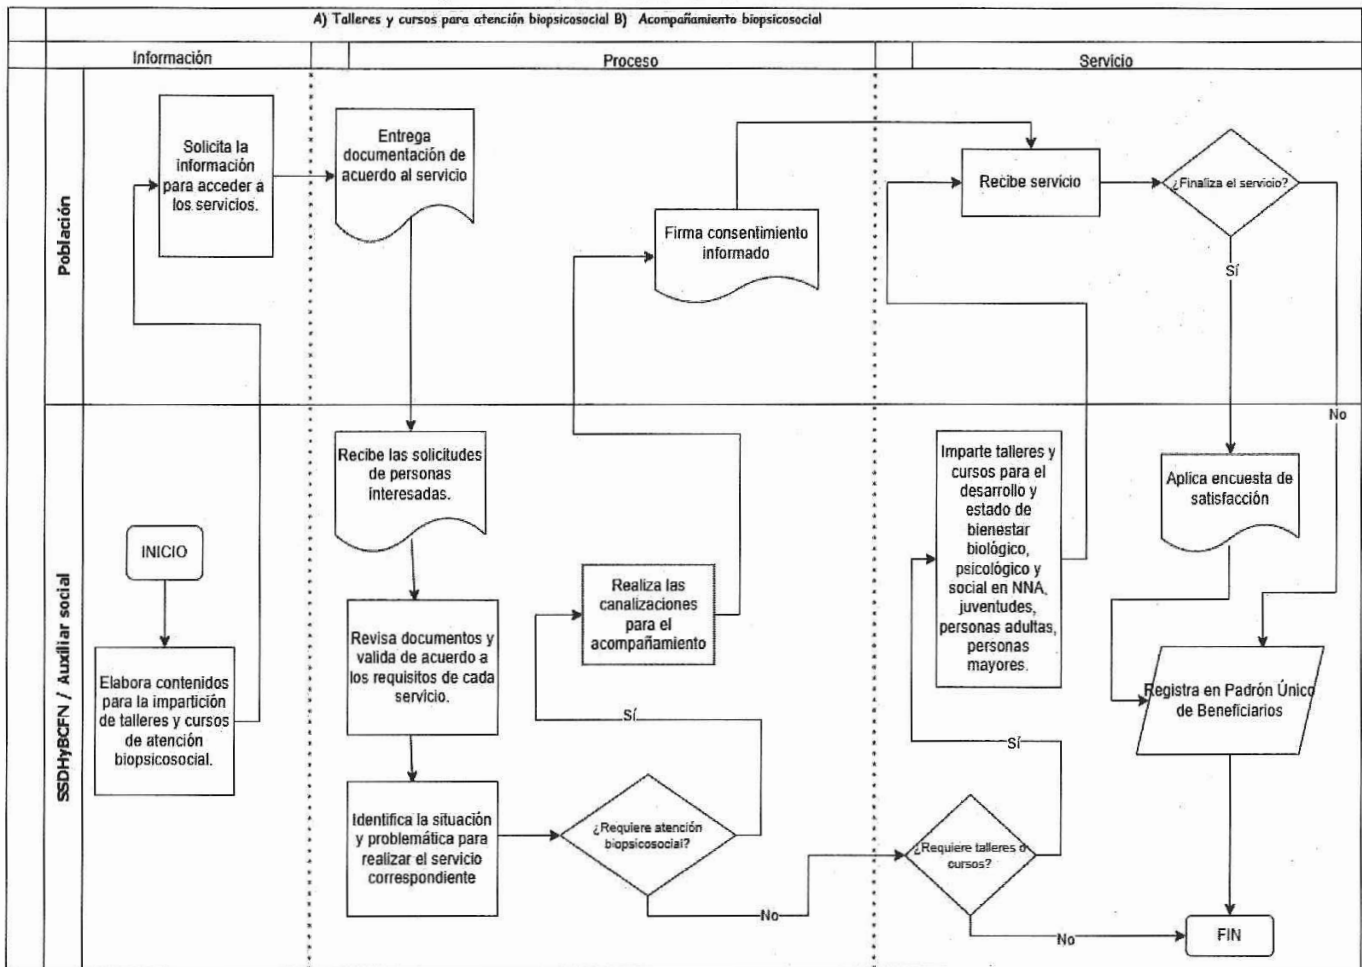 A) Talleres y cursos para atención biopsicosocial B) Acompañamiento biopsicosocial
Información
Proceso
Servicio
Población
Solicita la
información
para acceder a
los servicios.
Entrega
documentación de
acuerdo al servicio
Firma consentimiento
informado
Recibe servicio
¿Finaliza el servicio?
Sí
No
SSDHyBCFN / Auxiliar social
INICIO
Elabora contenidos
para la impartición
de talleres y cursos
de atención
biopsicosocial.
Recibe las solicitudes
de personas
interesadas.
Revisa documentos y
valida de acuerdo a
los requisitos de cada
servicio.
Identifica la situación
y problemática para
realizar el servicio
correspondiente
Realiza las
canalizaciones
para el
acompañamiento
Sí
¿Requiere atención
biopsicosocial?
No
Imparte talleres y
cursos para el
desarrollo y
estado de
bienestar
biológico,
psicológico y
social en NNA,
juventudes,
personas adultas,
personas
mayores.
Sí
¿Requiere talleres o
cursos?
No
Aplica encuesta de
satisfacción
Registra en Padrón Único
de Beneficiarios
FIN